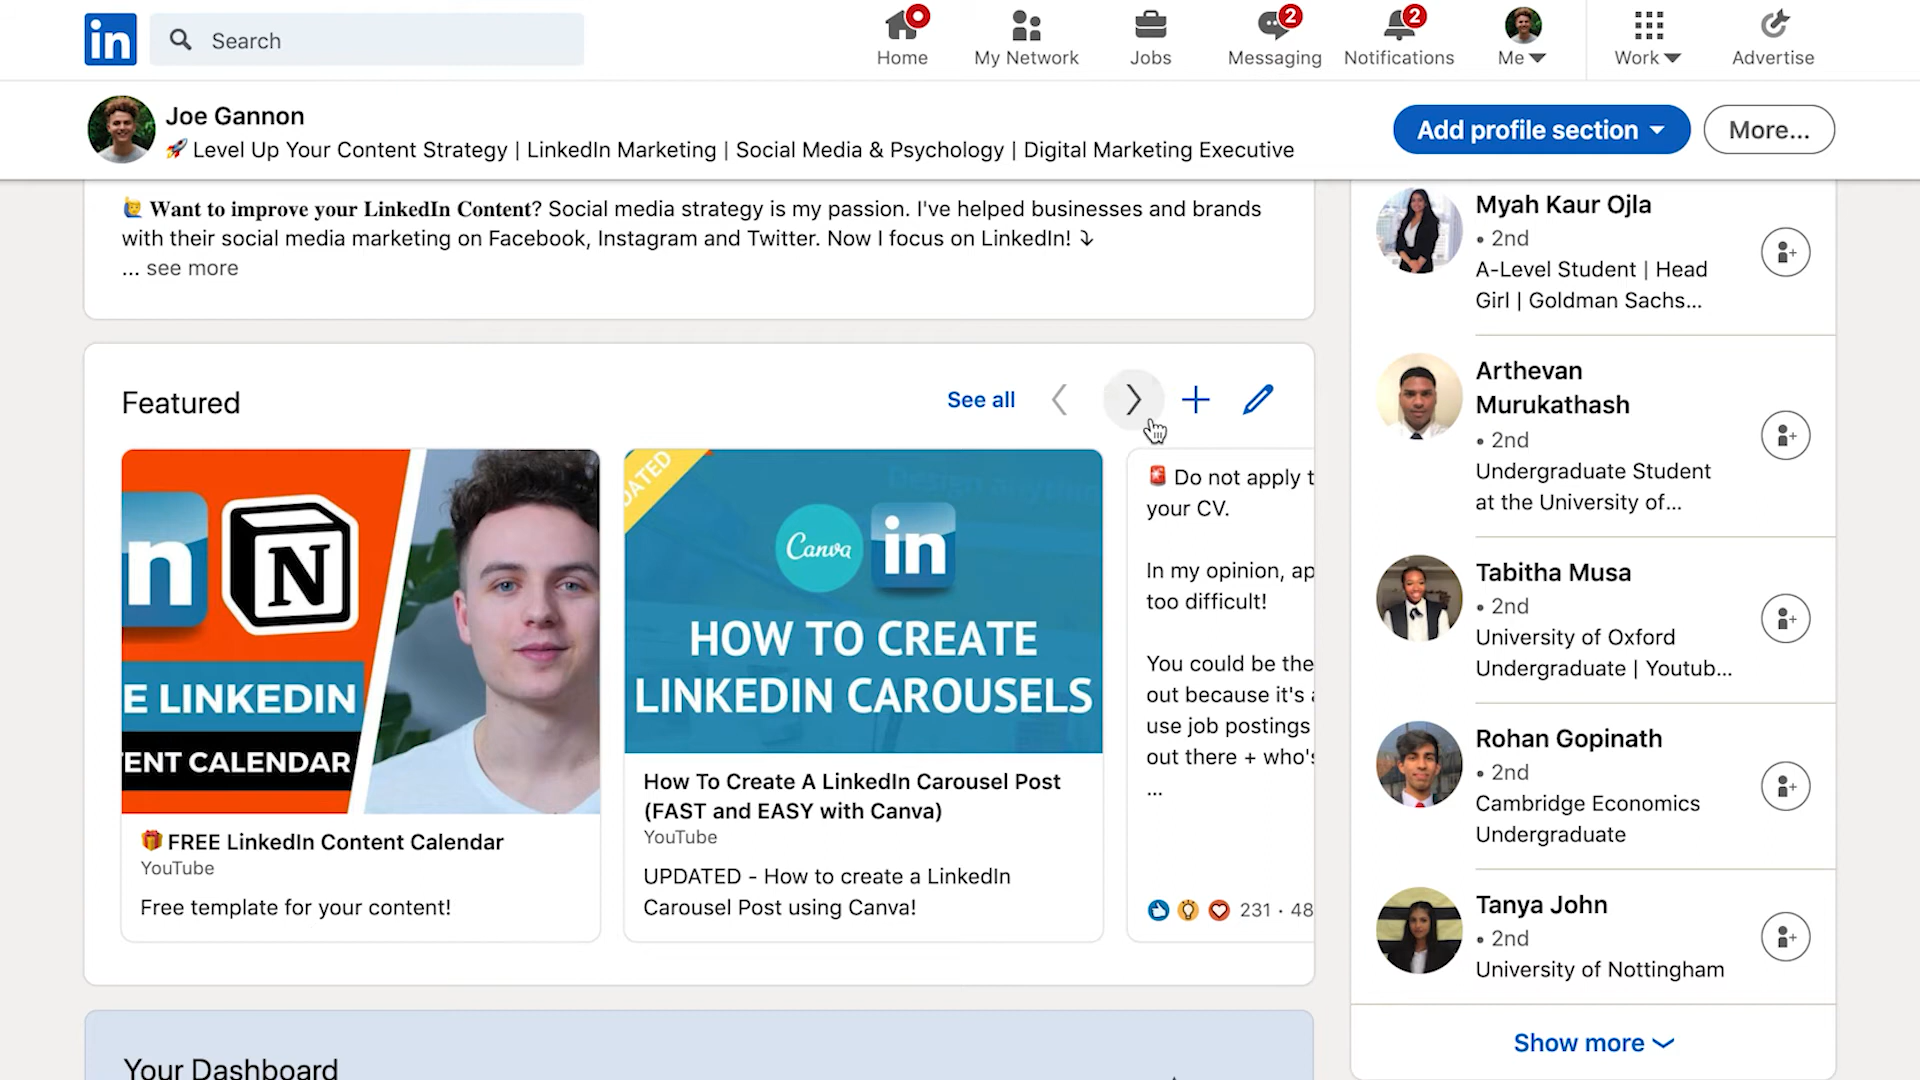 in
Search
Home
My Network
Jobs
2
Messaging
2
Notifications
Me
Work
Advertise
Joe Gannon
🚀 Level Up Your Content Strategy | LinkedIn Marketing | Social Media & Psychology | Digital Marketing Executive
Add profile section
More...
🙋‍♂️ Want to improve your LinkedIn Content? Social media strategy is my passion. I've helped businesses and brands
with their social media marketing on Facebook, Instagram and Twitter. Now I focus on LinkedIn! ⤵
... see more
Featured
See all
n
N
E LINKEDIN
ENT CALENDAR
🎁 FREE LinkedIn Content Calendar
YouTube
Free template for your content!
DATED
Design anything
Canva
in
HOW TO CREATE
LINKEDIN CAROUSELS
How To Create A LinkedIn Carousel Post
(FAST and EASY with Canva)
YouTube
UPDATED - How to create a LinkedIn
Carousel Post using Canva!
🚨 Do not apply t
your CV.
In my opinion, ap
too difficult!
You could be the
out because it's a
use job postings
out there + who's
...
231 · 48
Your Dashboard
Myah Kaur Ojla
• 2nd
A-Level Student | Head
Girl | Goldman Sachs...
Arthevan
Murukathash
• 2nd
Undergraduate Student
at the University of...
Tabitha Musa
• 2nd
University of Oxford
Undergraduate | Youtub...
Rohan Gopinath
• 2nd
Cambridge Economics
Undergraduate
Tanya John
• 2nd
University of Nottingham
Show more